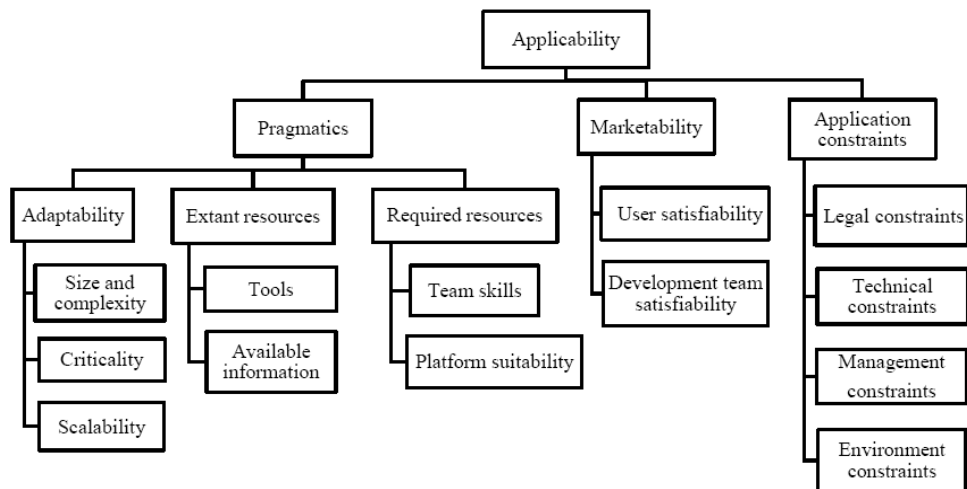 Applicability
Pragmatics
Marketability
Application
constraints
Adaptability
Extant resources
Required resources
User satisfiability
Legal constraints
Size and
complexity
Tools
Team skills
Development team
satisfiability
Technical
constraints
Criticality
Available
information
Platform suitability
Management
constraints
Scalability
Environment
constraints